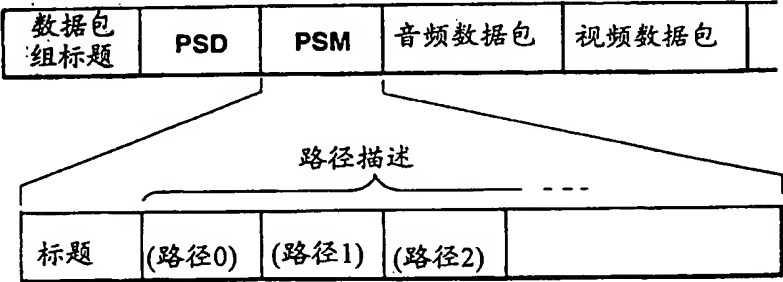 数据包
组标题
PSD
PSM
音频数据包
视频数据包
路径描述
标题
(路径0)
(路径1)
(路径2)